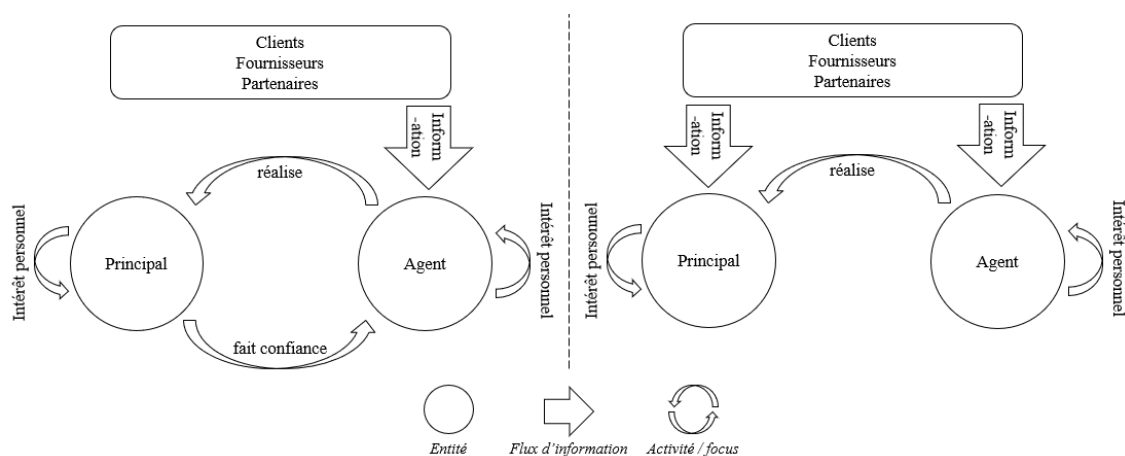 Clients
Fournisseurs
Partenaires
Inform
-ation
réalise
Intérêt personnel
Principal
Agent
Intérêt personnel
fait confiance
Clients
Fournisseurs
Partenaires
Inform
-ation
Inform
-ation
réalise
Intérêt personnel
Principal
Agent
Intérêt personnel
Entité
Flux d'information
Activité / focus